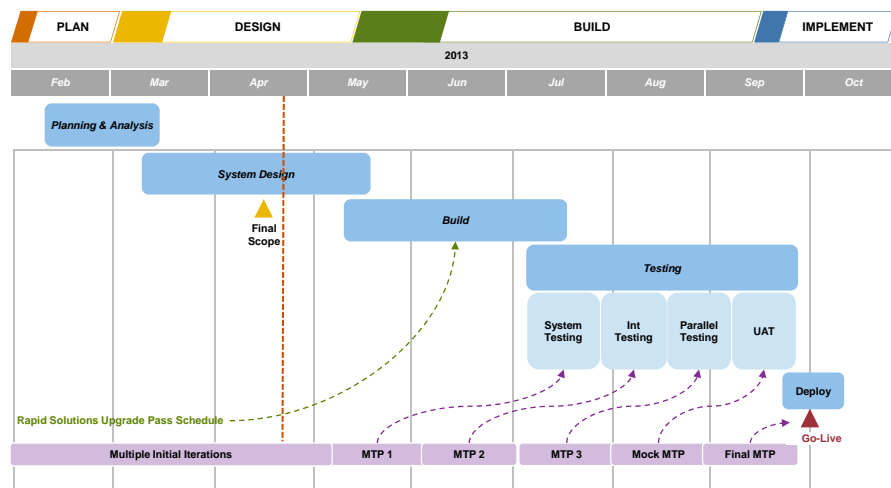 PLAN DESIGN BUILD IMPLEMENT
2013
Feb Mar Apr May Jun Jul Aug Sep Oct
Planning & Analysis
System Design
Final
Scope
Build
Testing
System
Testing
Int
Testing
Parallel
Testing
UAT
Deploy
Rapid Solutions Upgrade Pass Schedule
Go-Live
Multiple Initial Iterations MTP 1 MTP 2 MTP 3 Mock MTP Final MTP